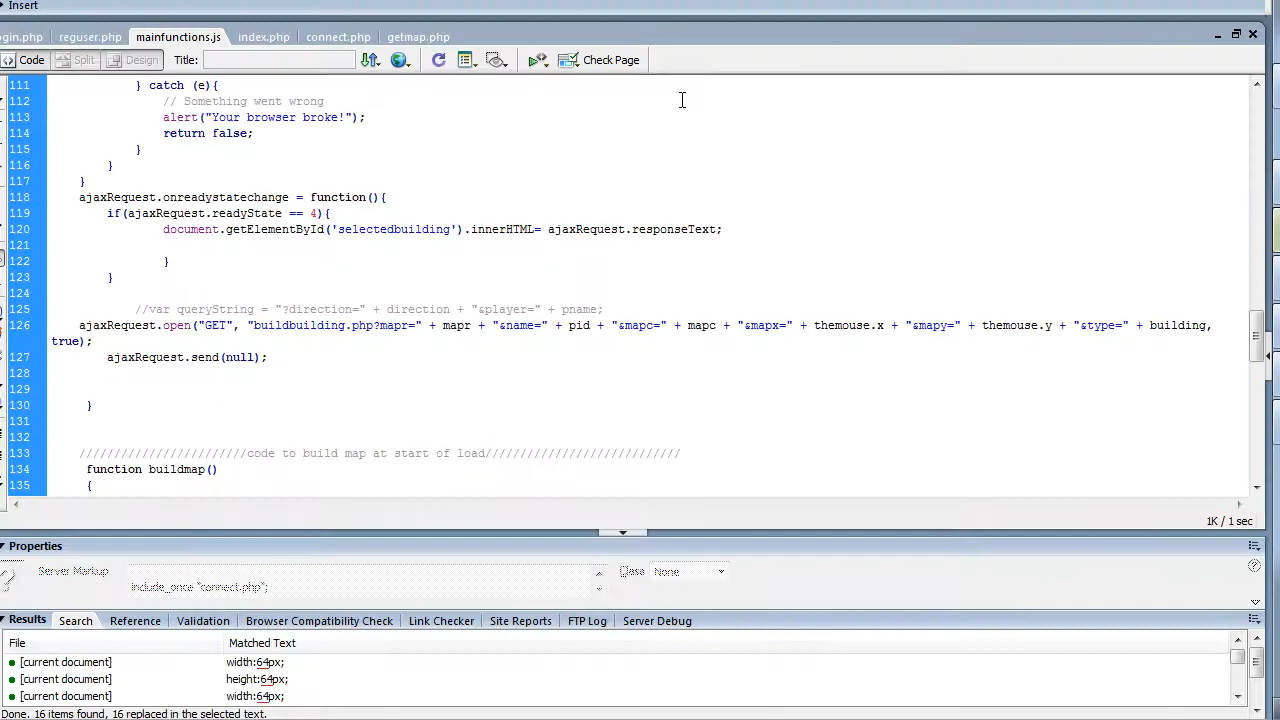 Insert
ogin.php reguser.php mainfunctions.js index.php connect.php getmap.php
Code Split Design Title: Check Page
111 } catch (e){
112 // Something went wrong
113 alert("Your browser broke!");
114 return false;
115 }
116 }
117 }
118 ajaxRequest.onreadystatechange = function(){
119 if(ajaxRequest.readyState == 4){
120 document.getElementById('selectedbuilding').innerHTML= ajaxRequest.responseText;
121
122 }
123 }
124
125 //var queryString = "?direction=" + direction + "&player=" + pname;
126 ajaxRequest.open("GET", "buildbuilding.php?mapr=" + mapr + "&name=" + pid + "&mapc=" + mapc + "&mapx=" + themouse.x + "&mapy=" + themouse.y + "&type=" + building,
true);
127 ajaxRequest.send(null);
128
129
130 }
131
132
133 ////////////////////////code to build map at start of load////////////////////////////
134 function buildmap()
135 {
1K / 1 sec
Properties
Server Markup Class None
include_once "connect.php";
Results Search Reference Validation Browser Compatibility Check Link Checker Site Reports FTP Log Server Debug
File Matched Text
[current document] width:64px;
[current document] height:64px;
[current document] width:64px;
Done. 16 items found, 16 replaced in the selected text.